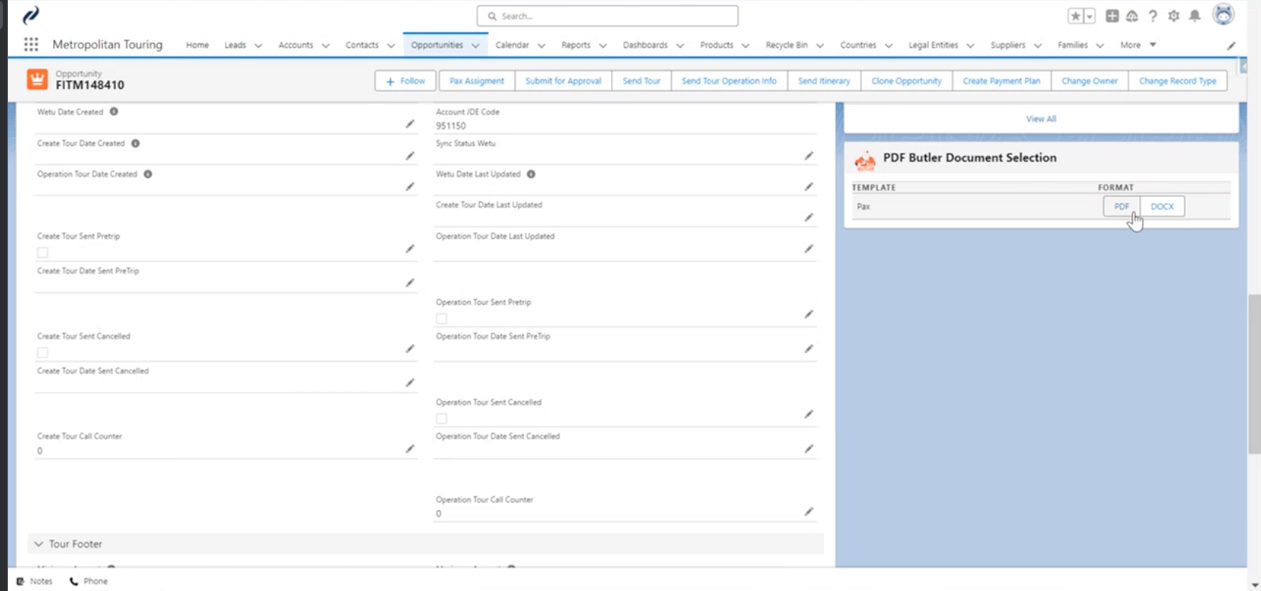 Search...
Metropolitan Touring
Home
Leads
Accounts
Contacts
Opportunities
Calendar
Reports
Dashboards
Products
Recycle Bin
Countries
Legal Entities
Suppliers
Families
More
Opportunity
FITM148410
+ Follow
Pax Assigment
Submit for Approval
Send Tour
Send Tour Operation Info
Send Itinerary
Clone Opportunity
Create Payment Plan
Change Owner
Change Record Type
Wetu Date Created
Account JDE Code
951150
Create Tour Date Created
Sync Status Wetu
Operation Tour Date Created
Wetu Date Last Updated
Create Tour Date Last Updated
Create Tour Sent Pretrip
Operation Tour Date Last Updated
Create Tour Date Sent PreTrip
Operation Tour Sent Pretrip
Create Tour Sent Cancelled
Operation Tour Date Sent PreTrip
Create Tour Date Sent Cancelled
Operation Tour Sent Cancelled
Create Tour Call Counter
0
Operation Tour Date Sent Cancelled
Operation Tour Call Counter
0
Tour Footer
View All
BUTLER
PDF Butler Document Selection
TEMPLATE
FORMAT
Pax
PDF
DOCX
Notes
Phone